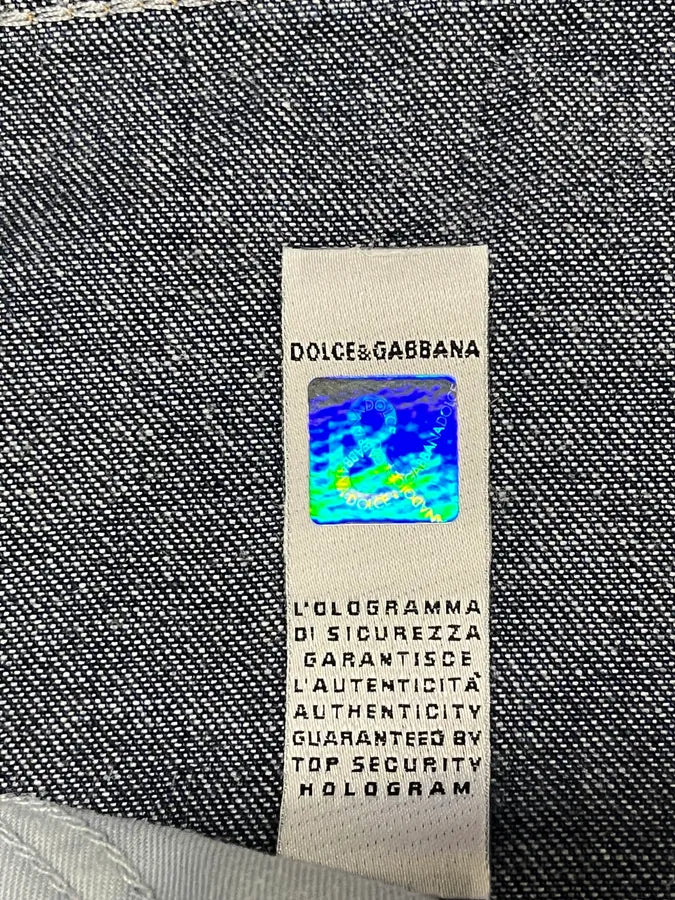 DOLCE&GABBANA
L'OLOGRAMMA
DI SICUREZZA
GARANTISCE
L'AUTENTICITÀ
AUTHENTICITY
GUARANTEED BY
TOP SECURITY
HOLOGRAM